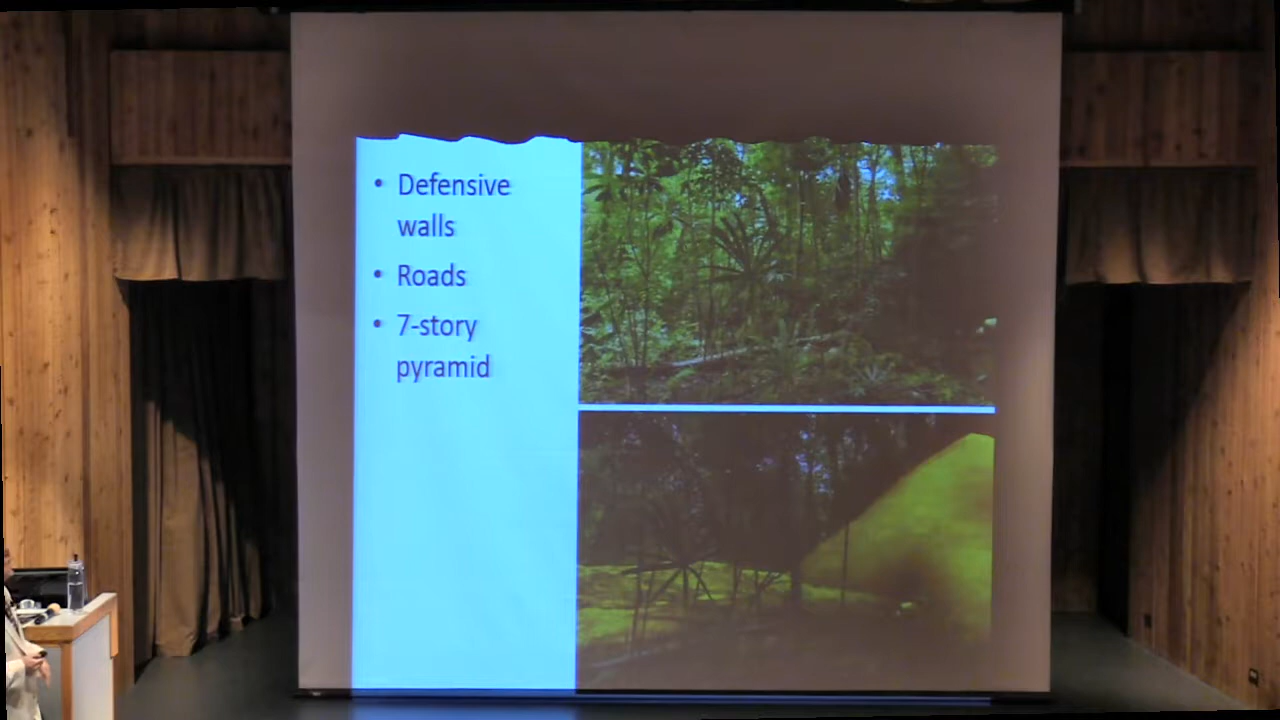 • Defensive
walls
• Roads
• 7-story
pyramid